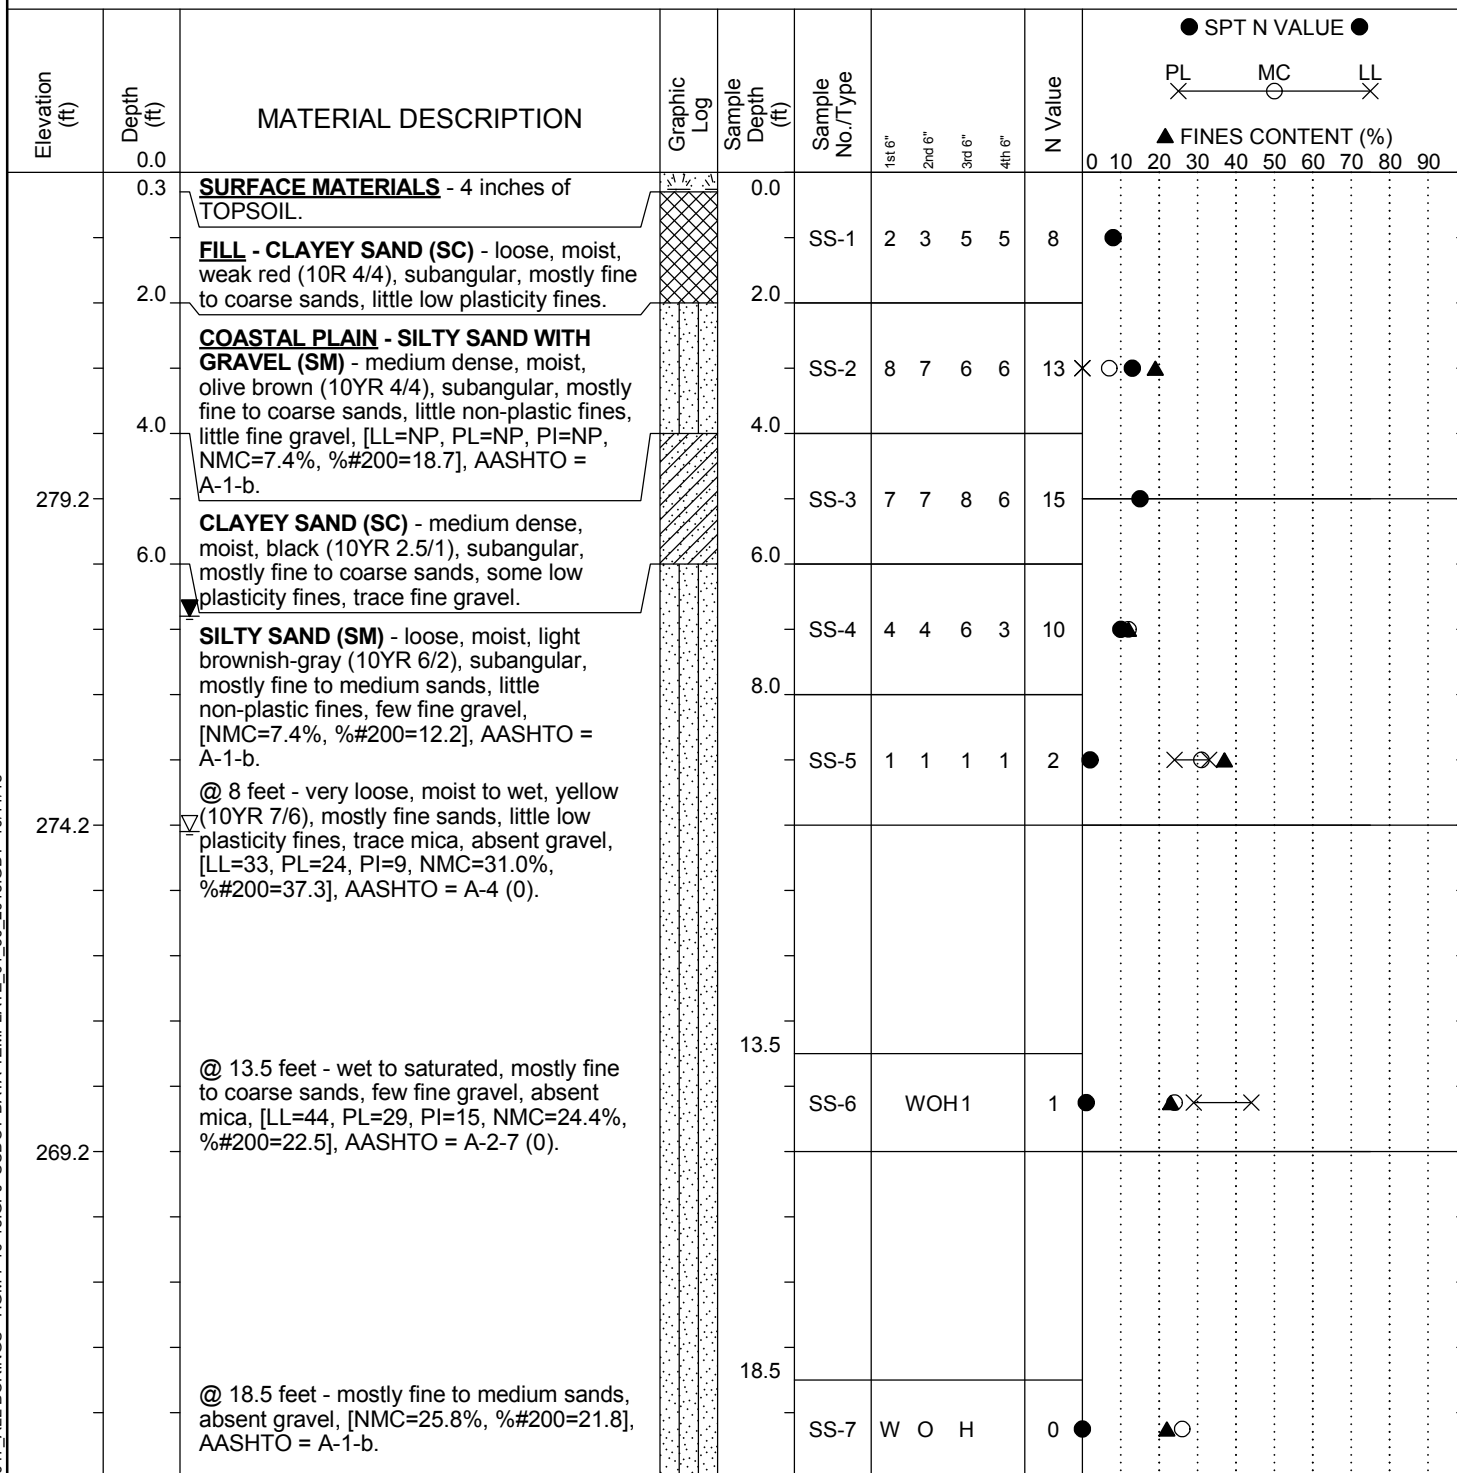 ● SPT N VALUE ●
PL MC LL
▲ FINES CONTENT (%)
Elevation (ft)
Depth (ft)
MATERIAL DESCRIPTION
Graphic Log
Sample Depth (ft)
Sample No./Type
1st 6"
2nd 6"
3rd 6"
4th 6"
N Value
0 10 20 30 40 50 60 70 80 90
0.0
0.3 SURFACE MATERIALS - 4 inches of 0.0
TOPSOIL.
SS-1 2 3 5 5 8
FILL - CLAYEY SAND (SC) - loose, moist,
weak red (10R 4/4), subangular, mostly fine
2.0 to coarse sands, little low plasticity fines. 2.0
COASTAL PLAIN - SILTY SAND WITH
GRAVEL (SM) - medium dense, moist,
SS-2 8 7 6 6 13
olive brown (10YR 4/4), subangular, mostly
fine to coarse sands, little non-plastic fines,
4.0 little fine gravel, [LL=NP, PL=NP, PI=NP, 4.0
NMC=7.4%, %#200=18.7], AASHTO =
A-1-b.
279.2 SS-3 7 7 8 6 15
CLAYEY SAND (SC) - medium dense,
moist, black (10YR 2.5/1), subangular,
6.0 mostly fine to coarse sands, some low 6.0
plasticity fines, trace fine gravel.
SILTY SAND (SM) - loose, moist, light
SS-4 4 4 6 3 10
brownish-gray (10YR 6/2), subangular,
mostly fine to medium sands, little
8.0
non-plastic fines, few fine gravel,
[NMC=7.4%, %#200=12.2], AASHTO =
A-1-b.
SS-5 1 1 1 1 2
@ 8 feet - very loose, moist to wet, yellow
274.2 (10YR 7/6), mostly fine sands, little low
plasticity fines, trace mica, absent gravel,
[LL=33, PL=24, PI=9, NMC=31.0%,
%#200=37.3], AASHTO = A-4 (0).
13.5
@ 13.5 feet - wet to saturated, mostly fine
to coarse sands, few fine gravel, absent
SS-6 WOH 1 1
mica, [LL=44, PL=29, PI=15, NMC=24.4%,
269.2 %#200=22.5], AASHTO = A-2-7 (0).
18.5
@ 18.5 feet - mostly fine to medium sands,
absent gravel, [NMC=25.8%, %#200=21.8],
SS-7 W O H 0
AASHTO = A-1-b.